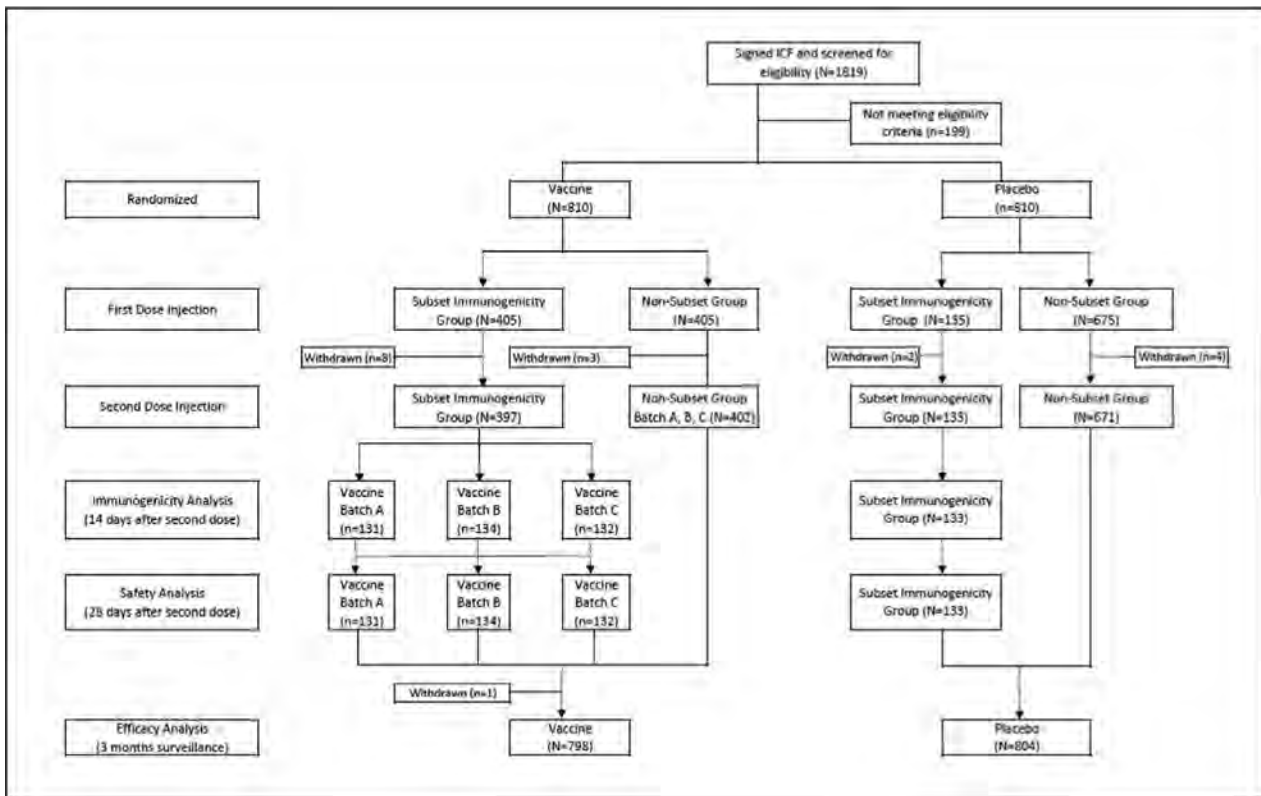 Signed ICF and screened for
eligibility (N=1819)
Not meeting eligibility
criteria (n=199)
Randomized
Vaccine
(N=810)
Placebo
(n=810)
First Dose Injection
Subset Immunogenicity
Group (N=405)
Non-Subset Group
(N=405)
Subset Immunogenicity
Group (N=135)
Non-Subset Group
(N=675)
Withdrawn (n=8)
Withdrawn (n=3)
Withdrawn (n=2)
Withdrawn (n=4)
Second Dose Injection
Subset Immunogenicity
Group (N=397)
Non-Subset Group
Batch A, B, C (N=402)
Subset Immunogenicity
Group (N=133)
Non-Subset Group
(N=671)
Immunogenicity Analysis
(14 days after second dose)
Vaccine
Batch A
(n=131)
Vaccine
Batch B
(n=134)
Vaccine
Batch C
(n=132)
Subset Immunogenicity
Group (N=133)
Safety Analysis
(28 days after second dose)
Vaccine
Batch A
(n=131)
Vaccine
Batch B
(n=134)
Vaccine
Batch C
(n=132)
Subset Immunogenicity
Group (N=133)
Withdrawn (n=1)
Efficacy Analysis
(3 months surveillance)
Vaccine
(N=798)
Placebo
(N=804)